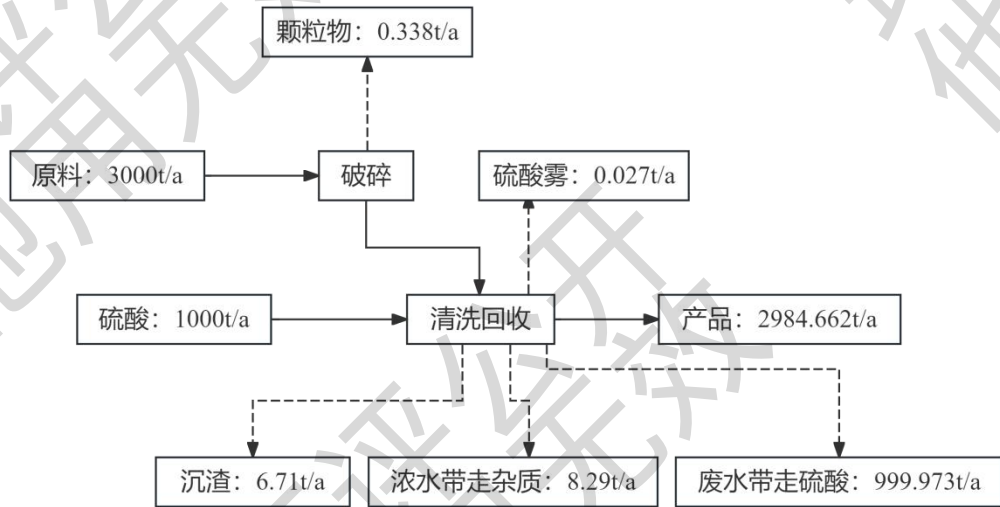 颗粒物：0.338t/a
原料：3000t/a
破碎
硫酸雾：0.027t/a
硫酸：1000t/a
清洗回收
产品：2984.662t/a
沉渣：6.71t/a
浓水带走杂质：8.29t/a
废水带走硫酸：999.973t/a